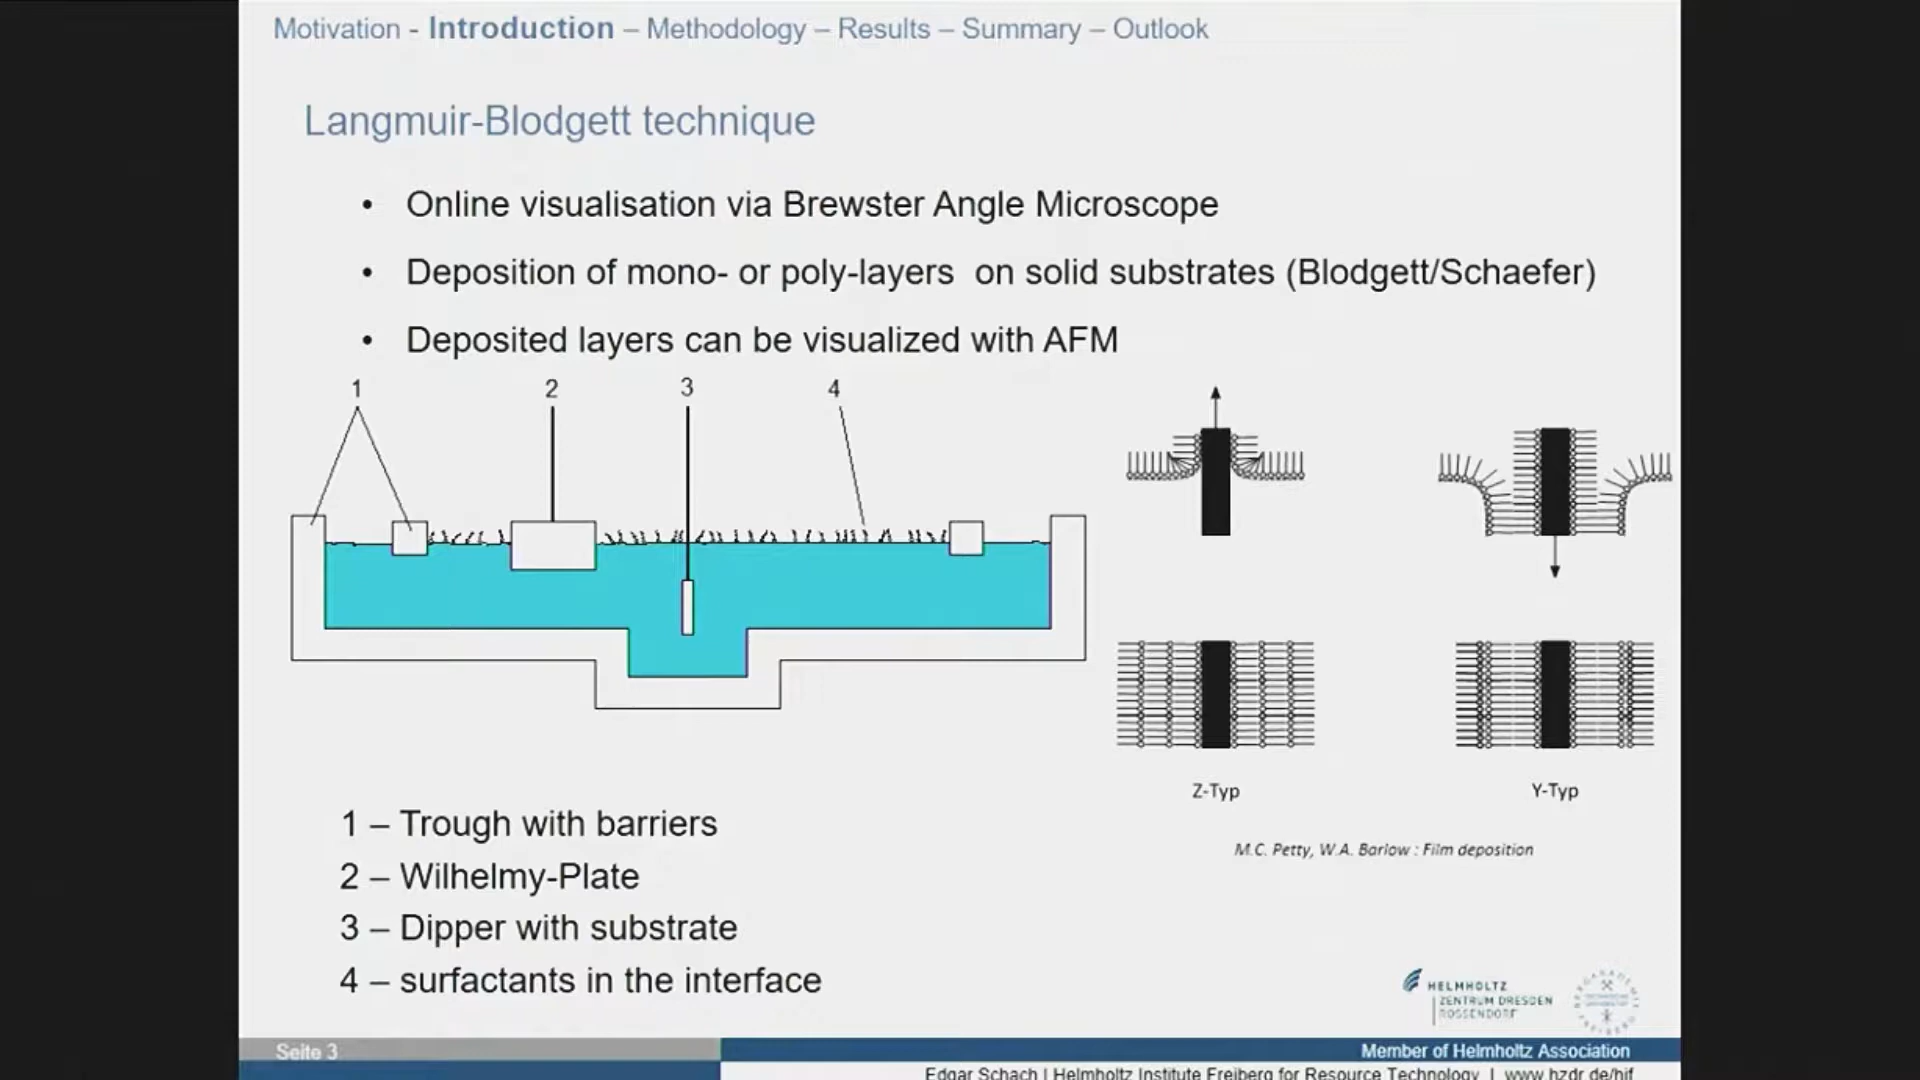 Motivation - Introduction – Methodology – Results – Summary – Outlook
Langmuir-Blodgett technique
• Online visualisation via Brewster Angle Microscope
• Deposition of mono- or poly-layers on solid substrates (Blodgett/Schaefer)
• Deposited layers can be visualized with AFM
1 2 3 4
Z-Typ Y-Typ
M.C. Petty, W.A. Barlow : Film deposition
1 – Trough with barriers
2 – Wilhelmy-Plate
3 – Dipper with substrate
4 – surfactants in the interface
HELMHOLTZ
ZENTRUM DRESDEN
ROSSENDORF
Seite 3
Member of Helmholtz Association
Edgar Schach | Helmholtz Institute Freiberg for Resource Technology | www.hzdr.de/hif